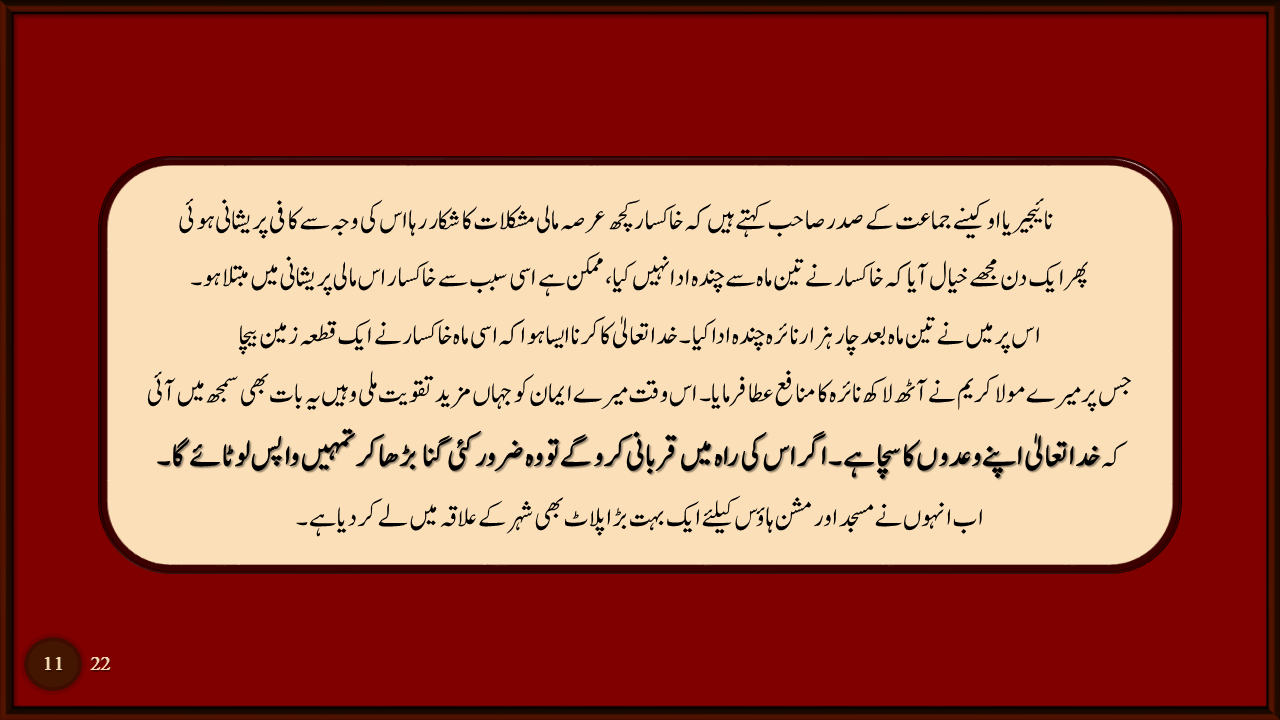 نائیجیریا اوکینے جماعت کے صدر صاحب کہتے ہیں کہ خاکسار کچھ عرصہ مالی مشکلات کا شکار رہا اس کی وجہ سے کافی پریشانی ہوئی
پھر ایک دن مجھے خیال آیا کہ خاکسار نے تین ماہ سے چندہ ادا نہیں کیا، ممکن ہے اسی سبب سے خاکسار اس مالی پریشانی میں مبتلا ہو۔
اس پر میں نے تین ماہ بعد چار ہزار نائرہ چندہ ادا کیا۔ خدا تعالیٰ کا کرنا ایسا ہوا کہ اسی ماہ خاکسار نے ایک قطعہ زمین بیچا
جس پر میرے مولا کریم نے آٹھ لاکھ نائرہ کا منافع عطا فرمایا۔ اس وقت میرے ایمان کو جہاں مزید تقویت ملی وہیں یہ بات بھی سمجھ میں آئی
کہ خدا تعالیٰ اپنے وعدوں کا سچا ہے۔ اگر اس کی راہ میں قربانی کرو گے تو وہ ضرور کئی گنا بڑھا کر تمہیں واپس لوٹائے گا۔
اب انہوں نے مسجد اور مشن ہاؤس کیلئے ایک بہت بڑا پلاٹ بھی شہر کے علاقہ میں لے کر دیا ہے۔
11 22